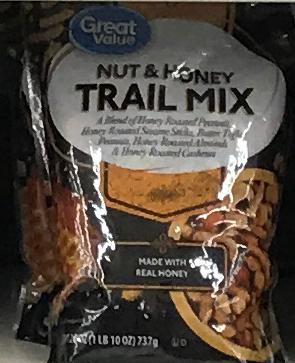 Great
Value
NUT & HONEY
TRAIL MIX
A Blend of Honey Roasted Peanuts,
Honey Roasted Sesame Sticks, Butter
Peanuts, Honey Roasted Almonds
& Honey Roasted Cashews
MADE WITH
REAL HONEY
(1 LB 10 OZ) 737g